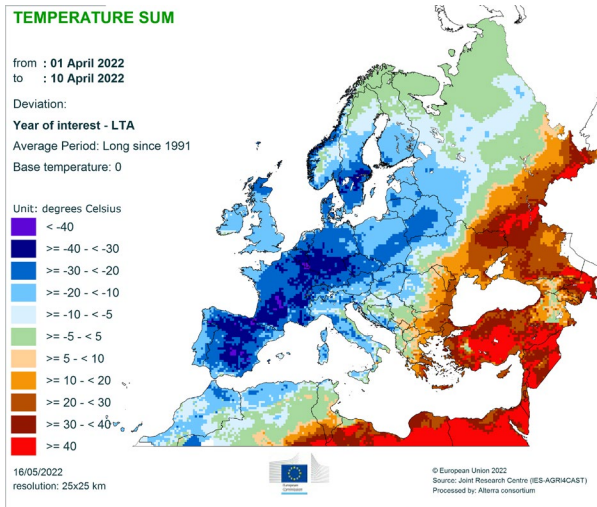 TEMPERATURE SUM
from : 01 April 2022
to : 10 April 2022
Deviation:
Year of interest - LTA
Average Period: Long since 1991
Base temperature: 0
Unit: degrees Celsius
< -40
>= -40 - < -30
>= -30 - < -20
>= -20 - < -10
>= -10 - < -5
>= -5 - < 5
>= 5 - < 10
>= 10 - < 20
>= 20 - < 30
>= 30 - < 40
>= 40
16/05/2022
resolution: 25x25 km
European
Commission
© European Union 2022
Source: Joint Research Centre (IES-AGRI4CAST)
Processed by: Alterra consortium